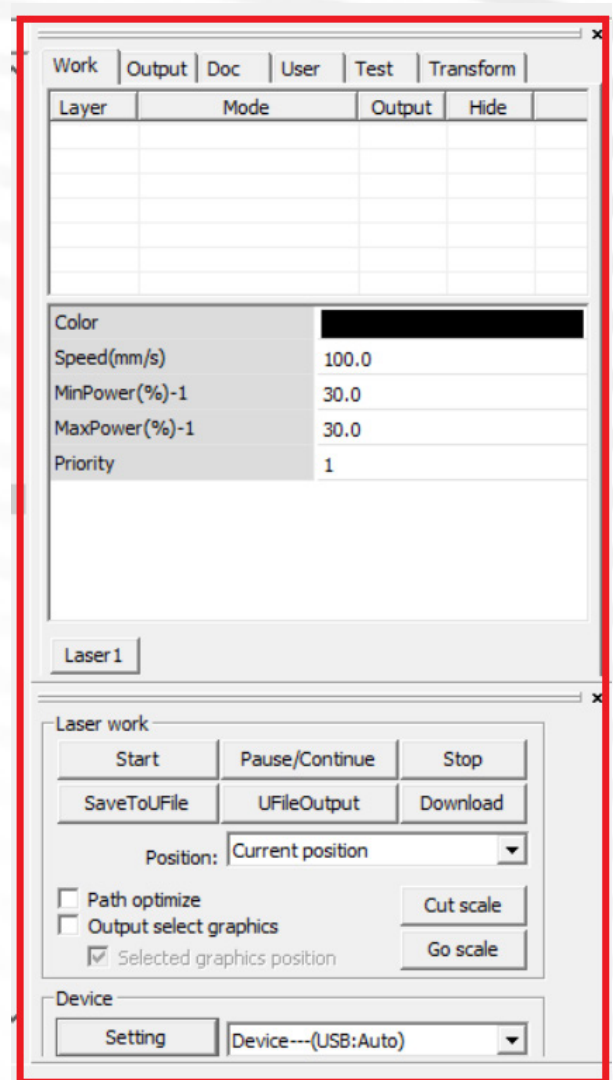 Work Output Doc User Test Transform
Layer Mode Output Hide
Color
Speed(mm/s) 100.0
MinPower(%)-1 30.0
MaxPower(%)-1 30.0
Priority 1
Laser1
Laser work
Start Pause/Continue Stop
SaveToUFile UFileOutput Download
Position: Current position
Path optimize
Cut scale
Output select graphics
Selected graphics position
Go scale
Device
Setting Device---(USB:Auto)